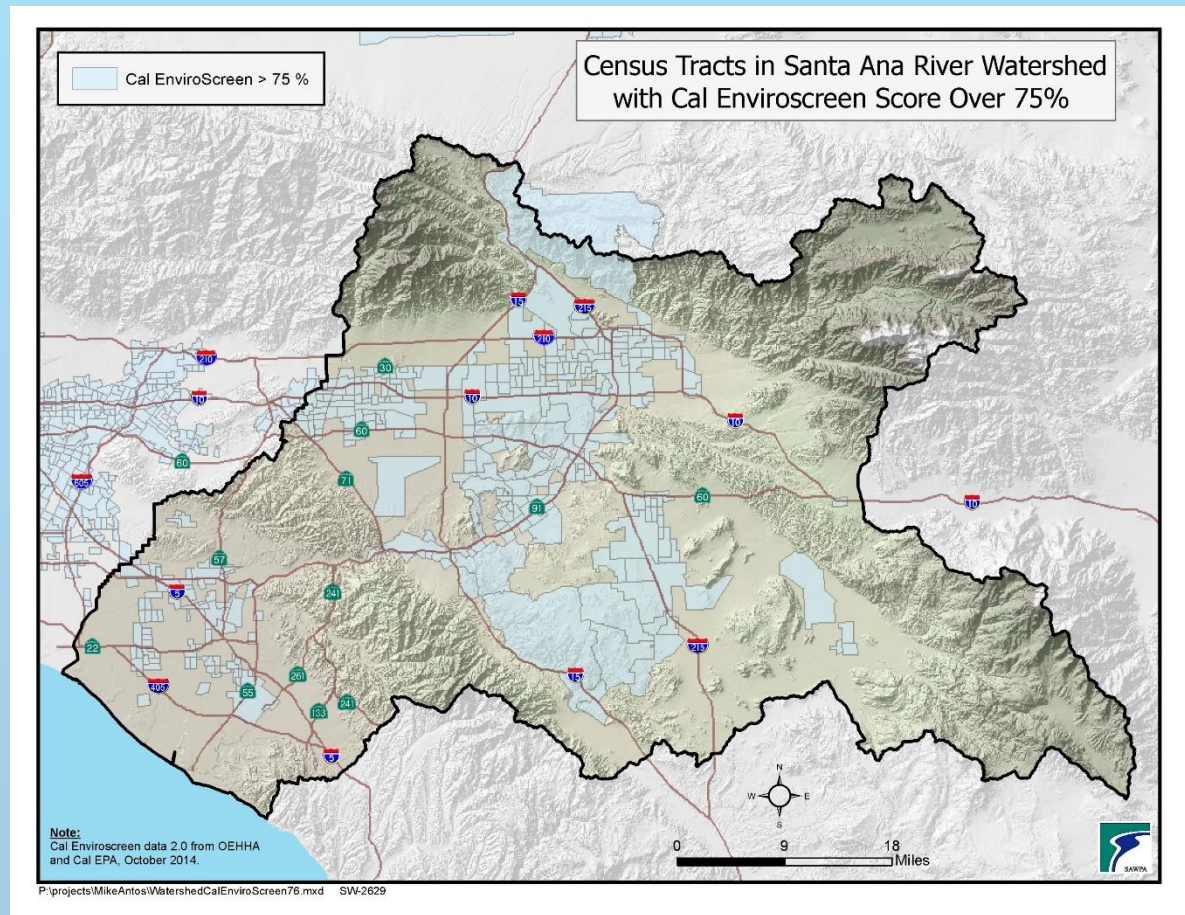 Cal EnviroScreen > 75 %
Census Tracts in Santa Ana River Watershed
with Cal Enviroscreen Score Over 75%
15
215
210
210
30
10
10
60
10
60
71
605
60
10
91
57
5
241
22
215
405
15
55
261
133
241
5
N
W
E
S
Note:
Cal Enviroscreen data 2.0 from OEHHA
and Cal EPA, October 2014.
0
9
18
Miles
SAWPA
P:\projects\MikeAntos\WatershedCalEnviroScreen76.mxd SW-2629